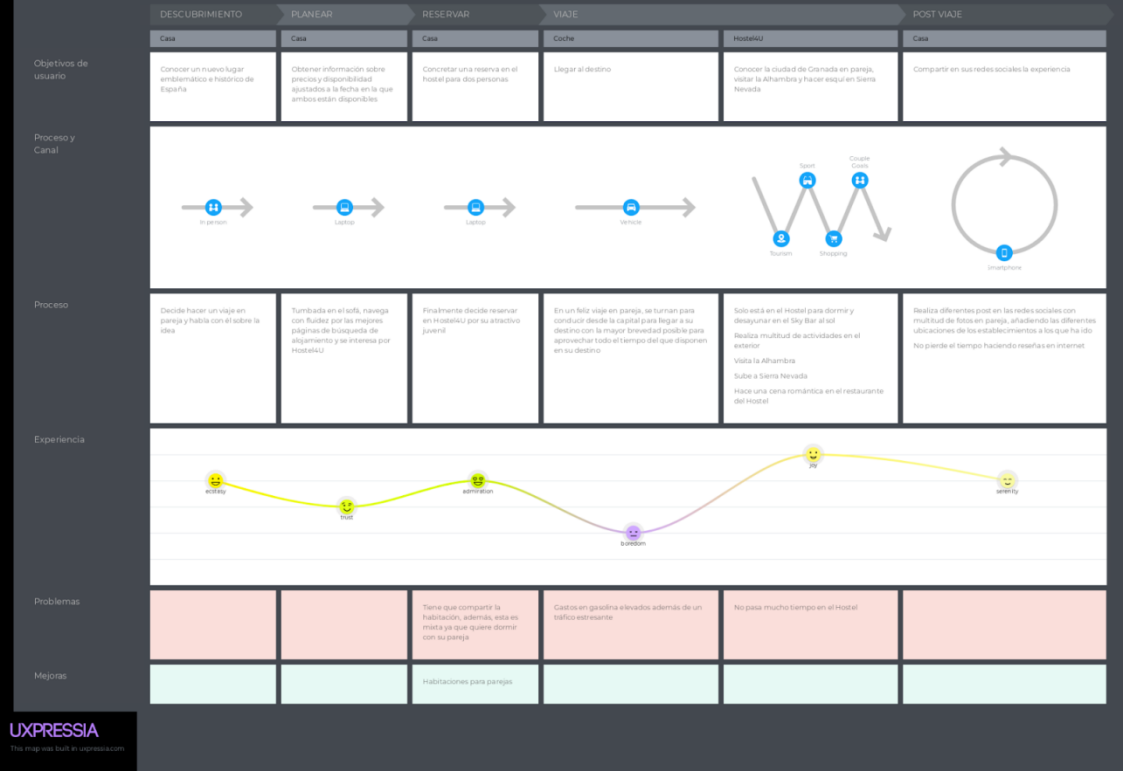 DESCUBRIMIENTO
PLANEAR
RESERVAR
VIAJE
POST VIAJE
Casa
Casa
Casa
Coche
Hostel4U
Casa
Objetivos de
usuario
Conocer un nuevo lugar
emblemático e histórico de
España
Obtener información sobre
precios y disponibilidad
ajustados a la fecha en la que
ambos están disponibles
Concretar una reserva en el
hostel para dos personas
Llegar al destino
Conocer la ciudad de Granada en pareja,
visitar la Alhambra y hacer esquí en Sierra
Nevada
Compartir en sus redes sociales la experiencia
Proceso y
Canal
In person
Laptop
Laptop
Vehicle
Tourism
Sport
Shopping
Couple
Goals
Smartphone
Proceso
Decide hacer un viaje en
pareja y habla con él sobre la
idea
Tumbada en el sofá, navega
con fluidez por las mejores
páginas de búsqueda de
alojamiento y se interesa por
Hostel4U
Finalmente decide reservar
en Hostel4U por su atractivo
juvenil
En un feliz viaje en pareja, se turnan para
conducir desde la capital para llegar a su
destino con la mayor brevedad posible para
aprovechar todo el tiempo del que disponen
en su destino
Solo está en el Hostel para dormir y
desayunar en el Sky Bar al sol
Realiza multitud de actividades en el
exterior
Visita la Alhambra
Sube a Sierra Nevada
Hace una cena romántica en el restaurante
del Hostel
Realiza diferentes post en las redes sociales con
multitud de fotos en pareja, añadiendo las diferentes
ubicaciones de los establecimientos a los que ha ido
No pierde el tiempo haciendo reseñas en internet
Experiencia
ecstasy
trust
admiration
boredom
joy
serenity
Problemas
Tiene que compartir la
habitación, además, esta es
mixta ya que quiere dormir
con su pareja
Gastos en gasolina elevados además de un
tráfico estresante
No pasa mucho tiempo en el Hostel
Mejoras
Habitaciones para parejas
UXPRESSIA
This map was built in uxpressia.com